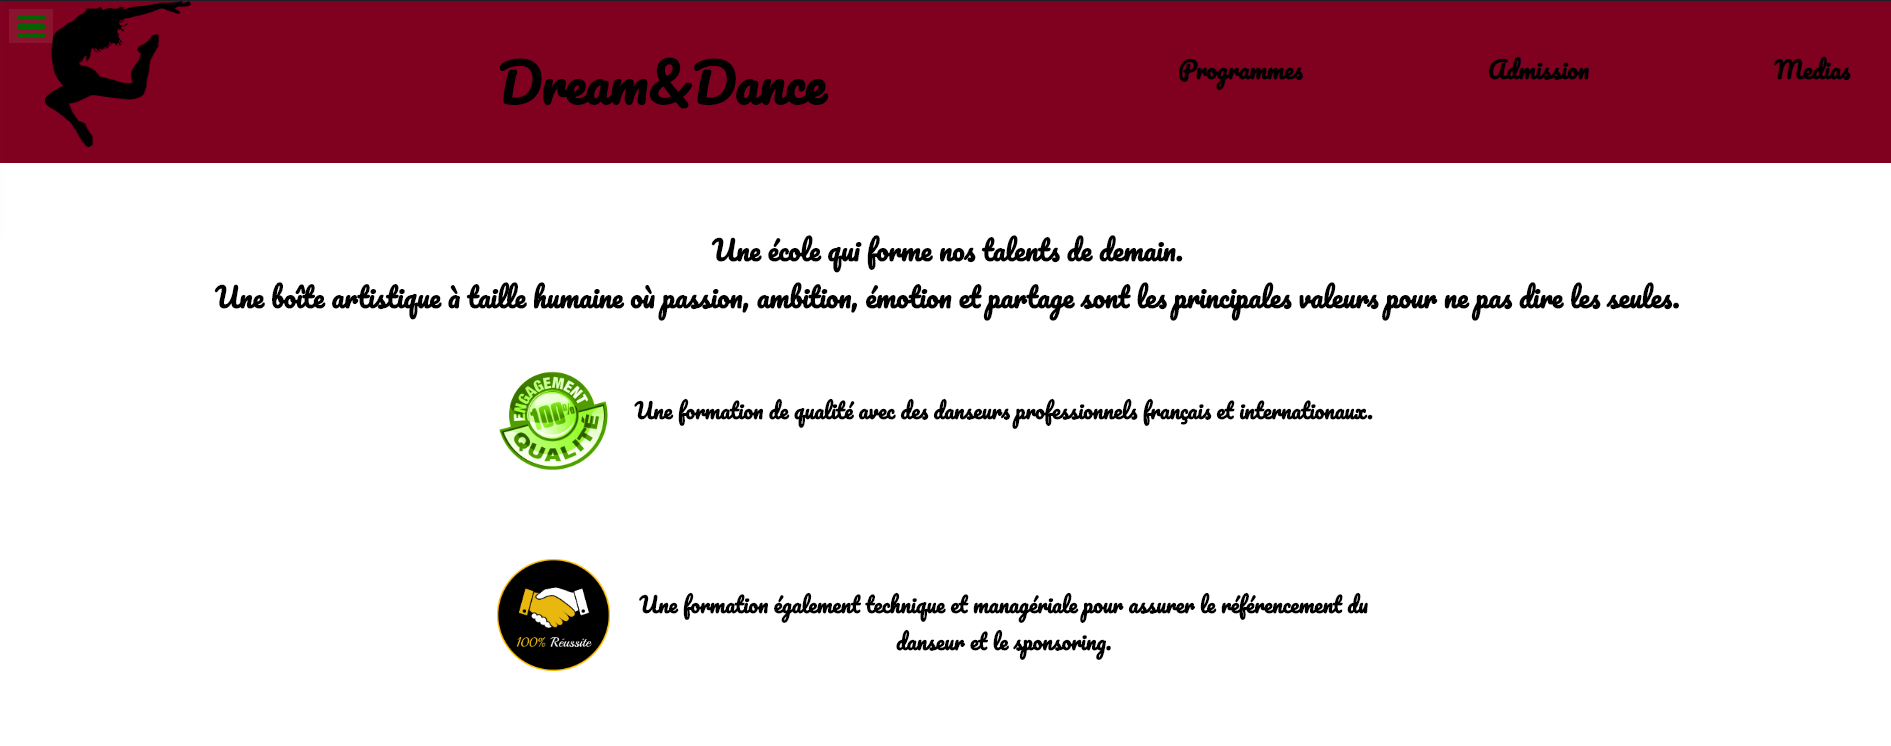 Dream&Dance
Programmes
Admission
Medias
Une école qui forme nos talents de demain.
Une boîte artistique à taille humaine où passion, ambition, émotion et partage sont les principales valeurs pour ne pas dire les seules.
ENGAGEMENT
100%
QUALITÉ
Une formation de qualité avec des danseurs professionnels français et internationaux.
100% Réussite
Une formation également technique et managériale pour assurer le référencement du
danseur et le sponsoring.